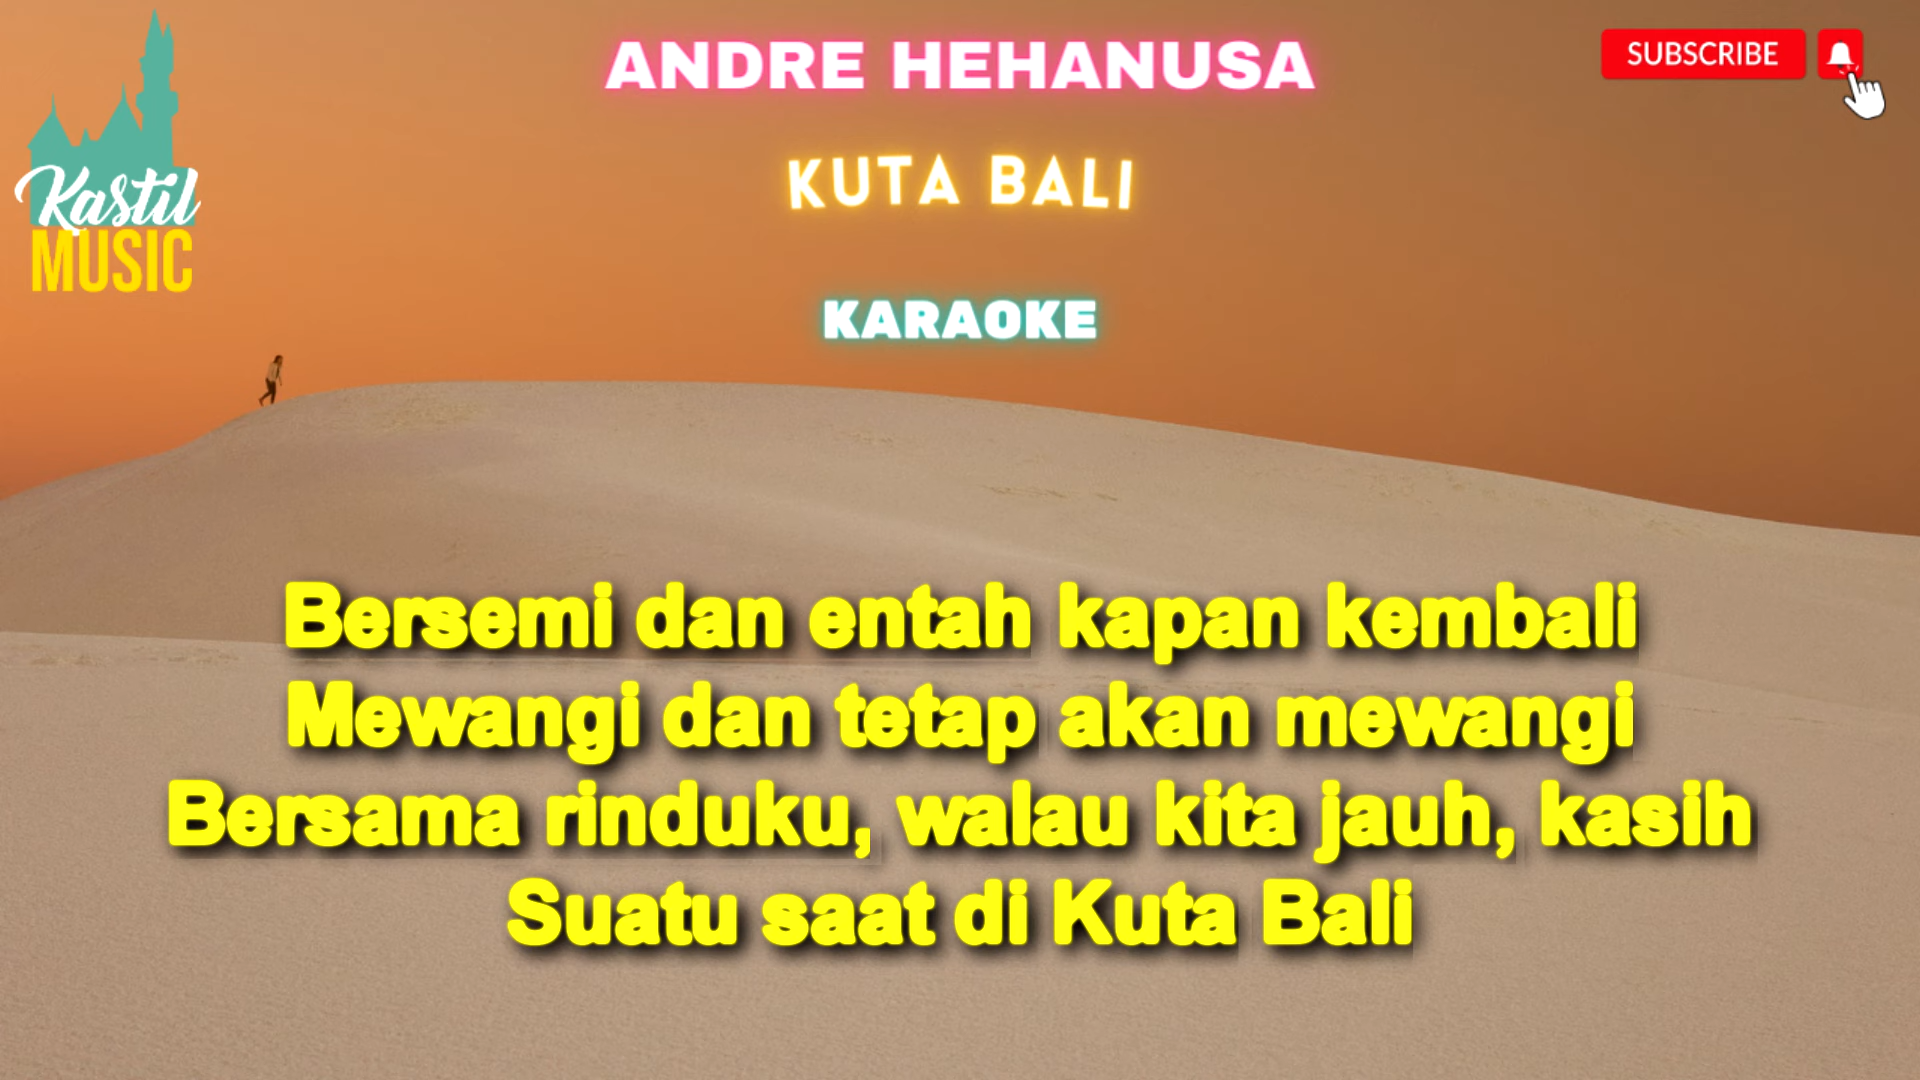 ANDRE HEHANUSA
SUBSCRIBE
KUTA BALI
Kastil
MUSIC
KARAOKE
Bersemi dan entah kapan kembali
Mewangi dan tetap akan mewangi
Bersama rinduku, walau kita jauh, kasih
Suatu saat di Kuta Bali